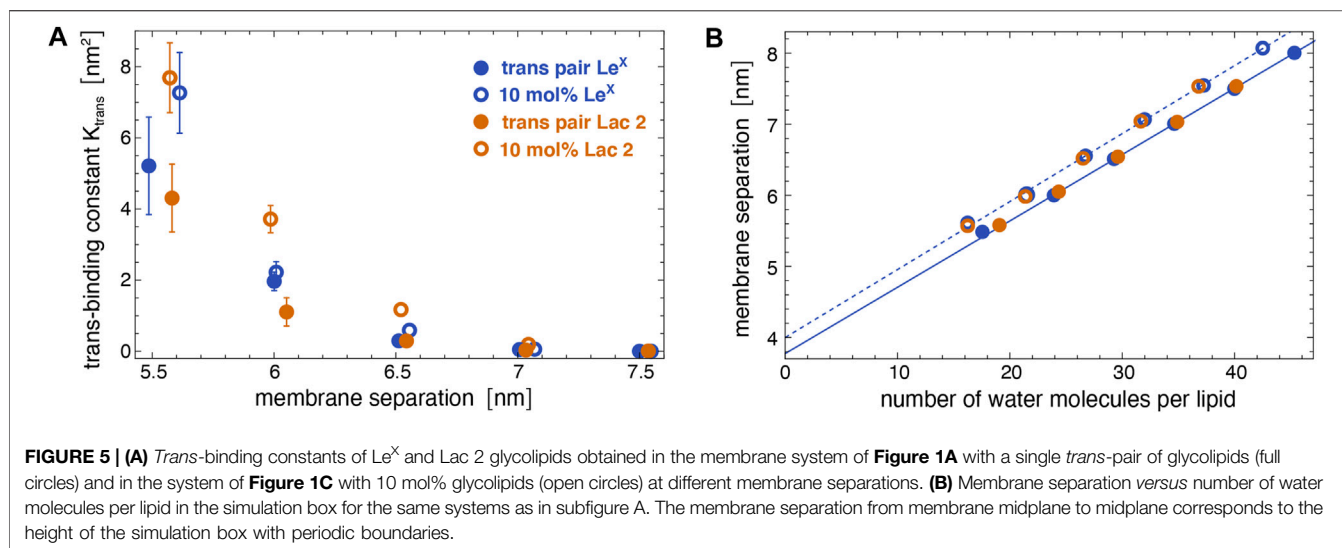 A
B
trans-binding constant K_trans [nm²]
8
6
4
2
0
5.5 6 6.5 7 7.5
membrane separation [nm]
trans pair Le^X
10 mol% Le^X
trans pair Lac 2
10 mol% Lac 2
membrane separation [nm]
8
7
6
5
4
0 10 20 30 40
number of water molecules per lipid
FIGURE 5 | (A) Trans-binding constants of Le^X and Lac 2 glycolipids obtained in the membrane system of Figure 1A with a single trans-pair of glycolipids (full
circles) and in the system of Figure 1C with 10 mol% glycolipids (open circles) at different membrane separations. (B) Membrane separation versus number of water
molecules per lipid in the simulation box for the same systems as in subfigure A. The membrane separation from membrane midplane to midplane corresponds to the
height of the simulation box with periodic boundaries.